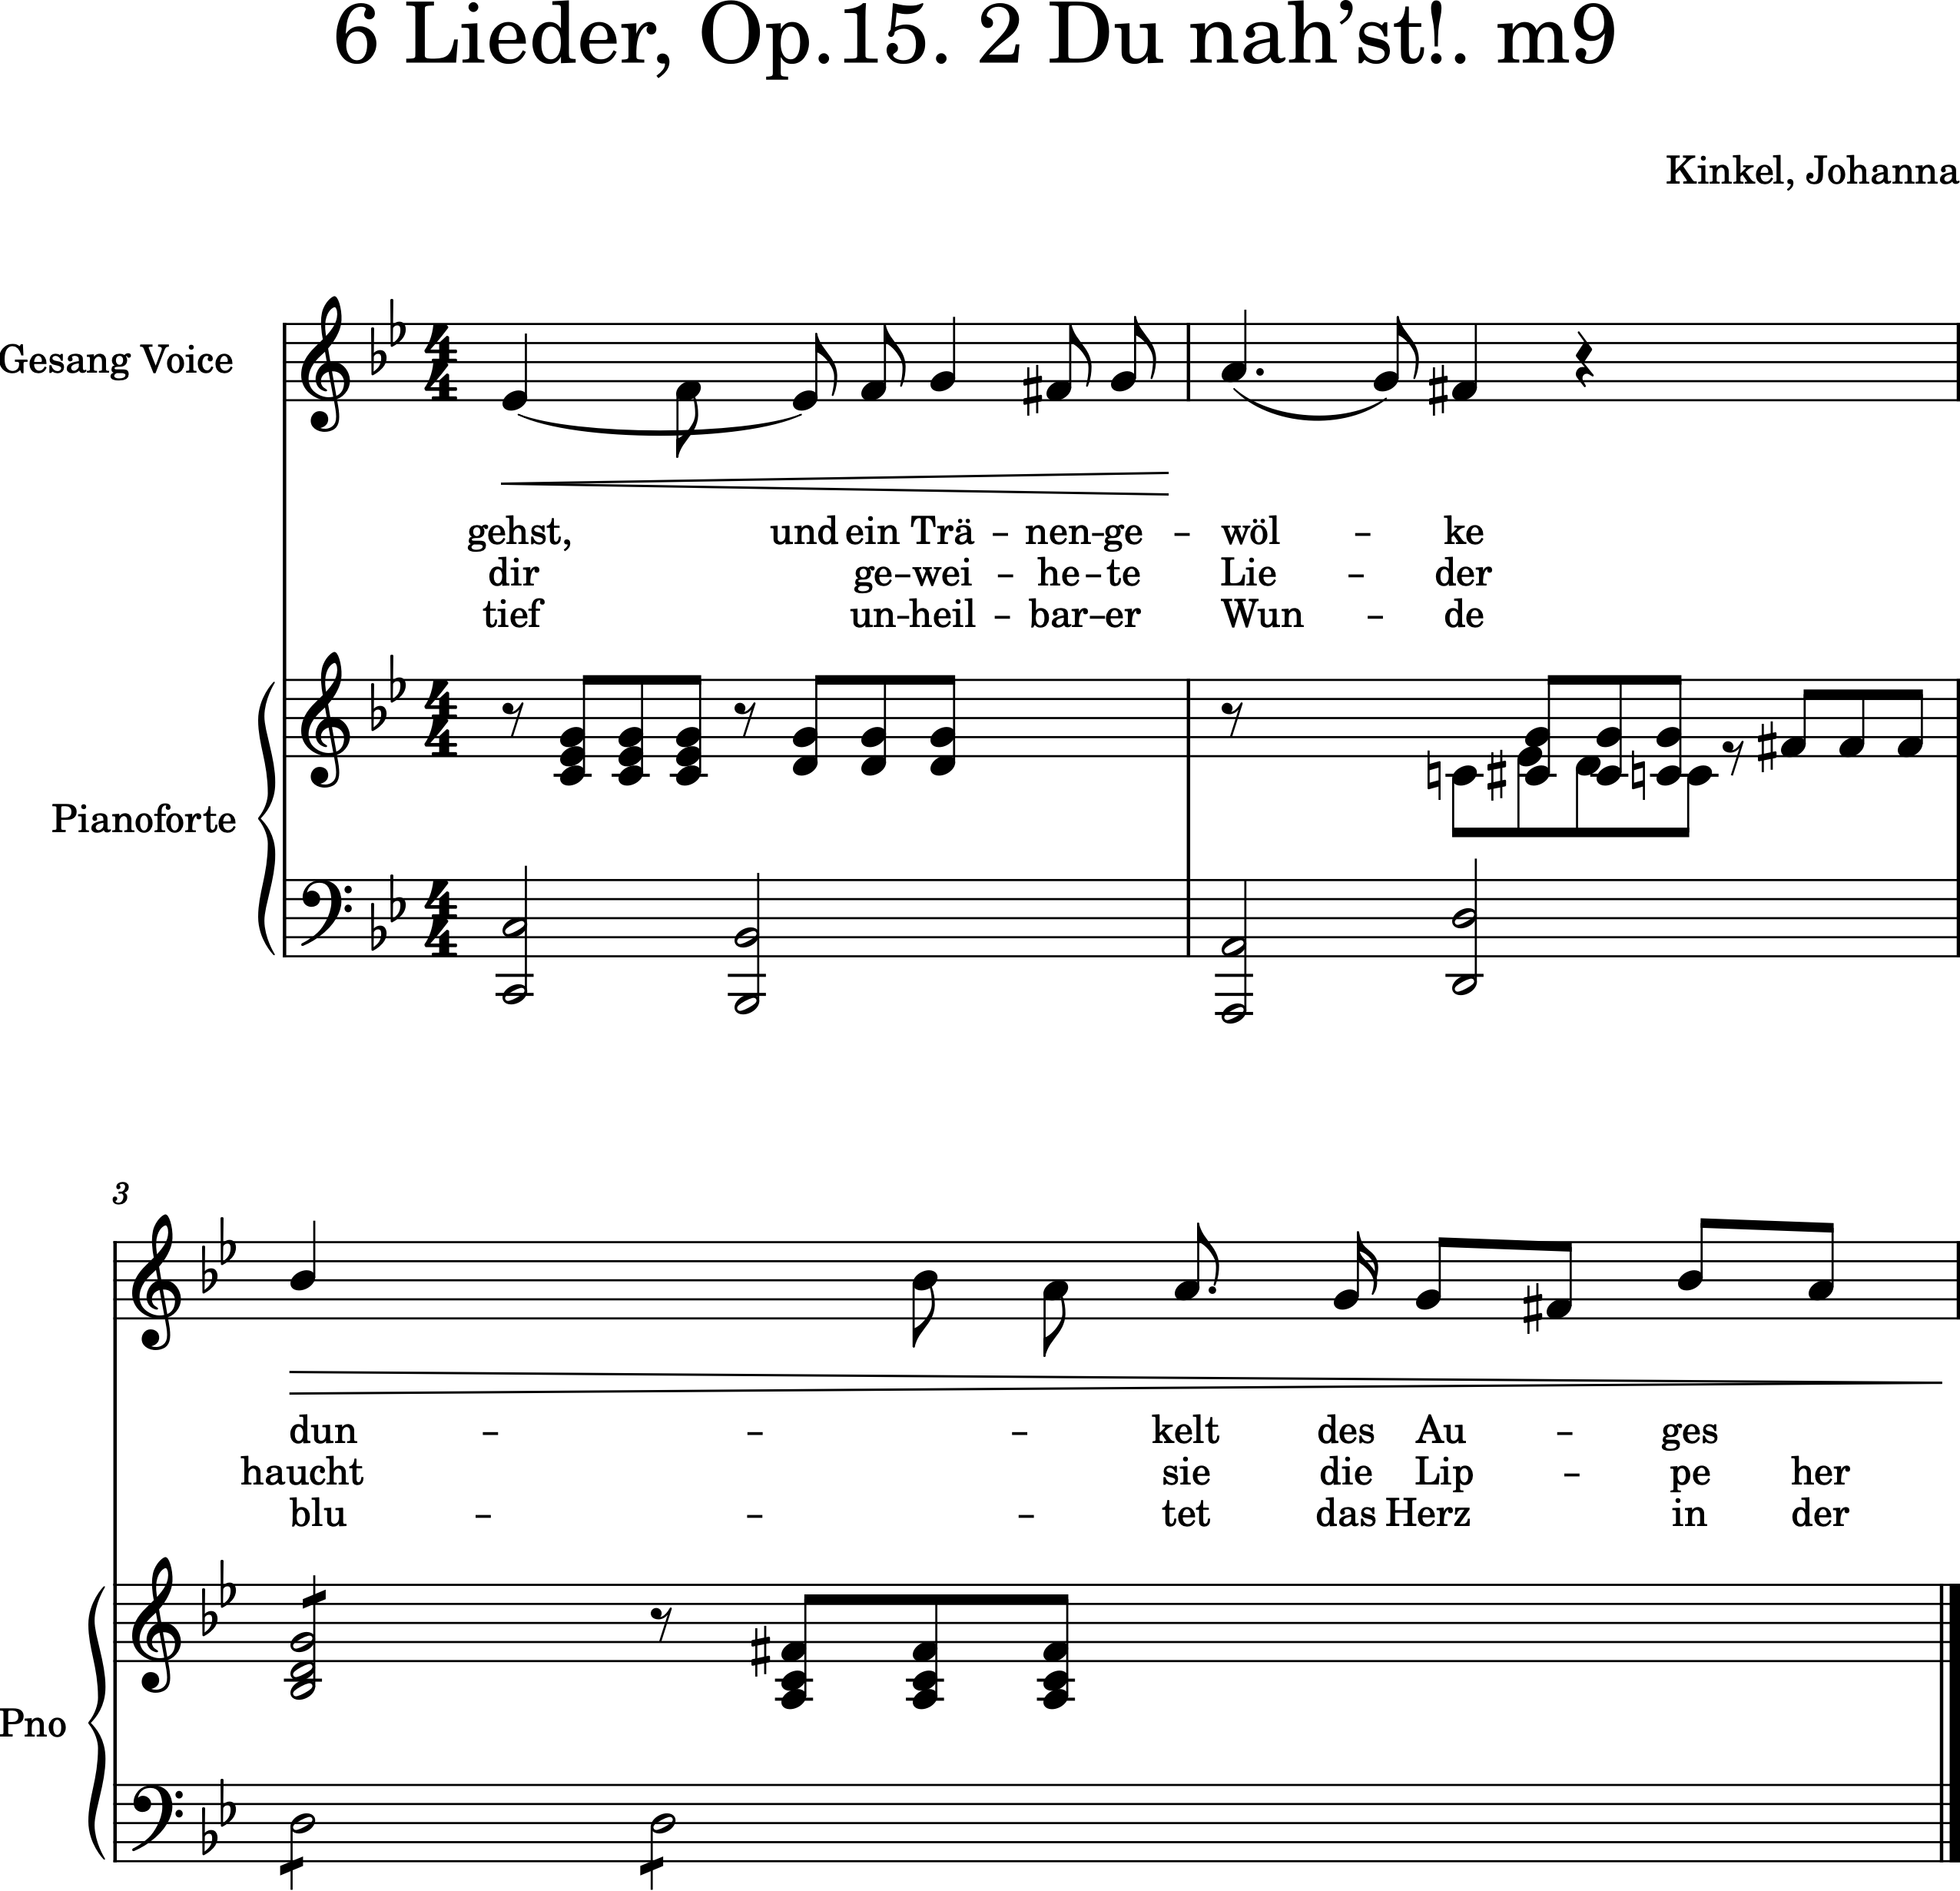 6 Lieder, Op.15. 2 Du nah’st!. m9
Kinkel, Johanna
Gesang Voice
gehst, und ein Trä – nen–ge – wöl – ke
dir ge–wei – he–te Lie – der
tief un–heil – bar–er Wun – de
Pianoforte
3
dun – – – kelt des Au – ges
haucht sie die Lip – pe her
blu – – – tet das Herz in der
Pno